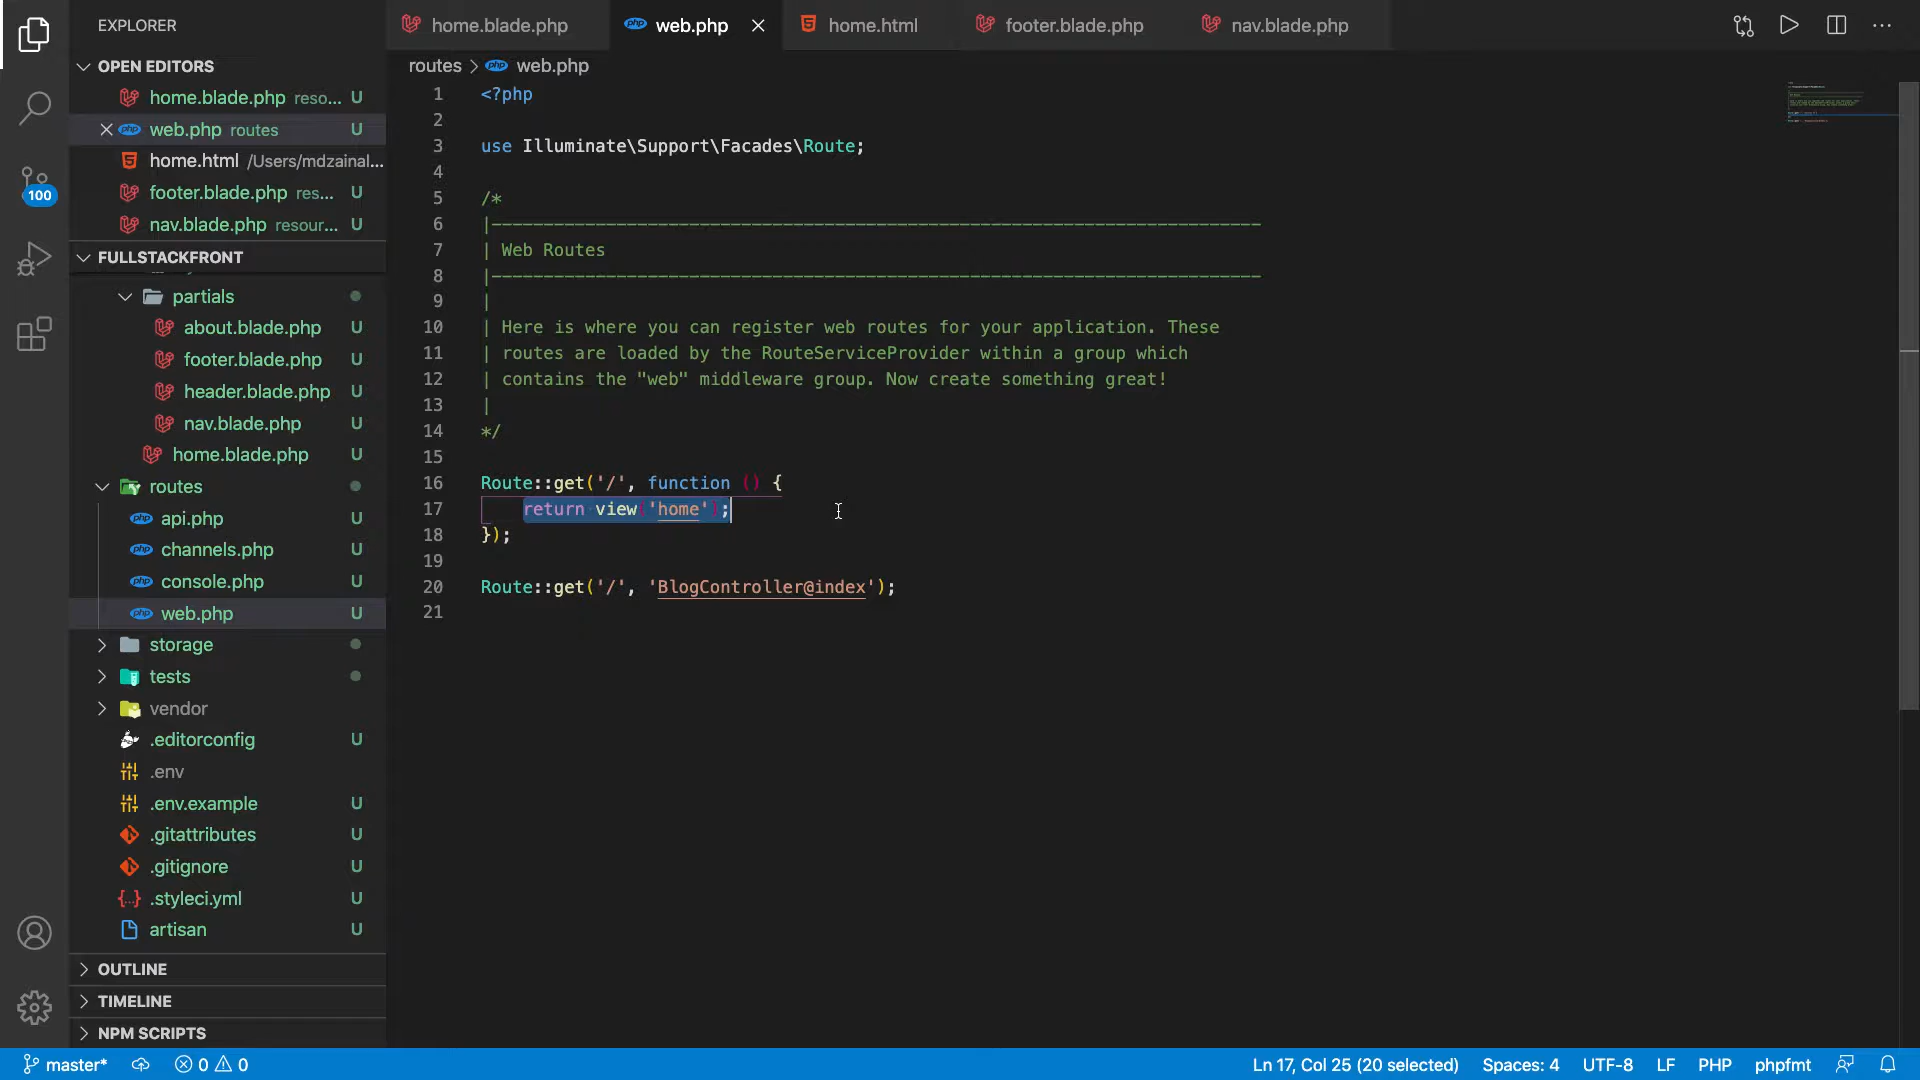 EXPLORER
OPEN EDITORS
home.blade.php reso... U
web.php routes U
home.html /Users/mdzainal...
footer.blade.php res... U
nav.blade.php resour... U
FULLSTACKFRONT
partials
about.blade.php U
footer.blade.php U
header.blade.php U
nav.blade.php U
home.blade.php U
routes
api.php U
channels.php U
console.php U
web.php U
storage
tests
vendor
.editorconfig U
.env
.env.example U
.gitattributes U
.gitignore U
.styleci.yml U
artisan U
OUTLINE
TIMELINE
NPM SCRIPTS
100
home.blade.php web.php home.html footer.blade.php nav.blade.php
routes > web.php
1 <?php
2
3 use Illuminate\Support\Facades\Route;
4
5 /*
6 |--------------------------------------------------------------------------
7 | Web Routes
8 |--------------------------------------------------------------------------
9 |
10 | Here is where you can register web routes for your application. These
11 | routes are loaded by the RouteServiceProvider within a group which
12 | contains the "web" middleware group. Now create something great!
13 |
14 */
15
16 Route::get('/', function () {
17 return view('home');
18 });
19
20 Route::get('/', 'BlogController@index');
21
master* 0 0 Ln 17, Col 25 (20 selected) Spaces: 4 UTF-8 LF PHP phpfmt